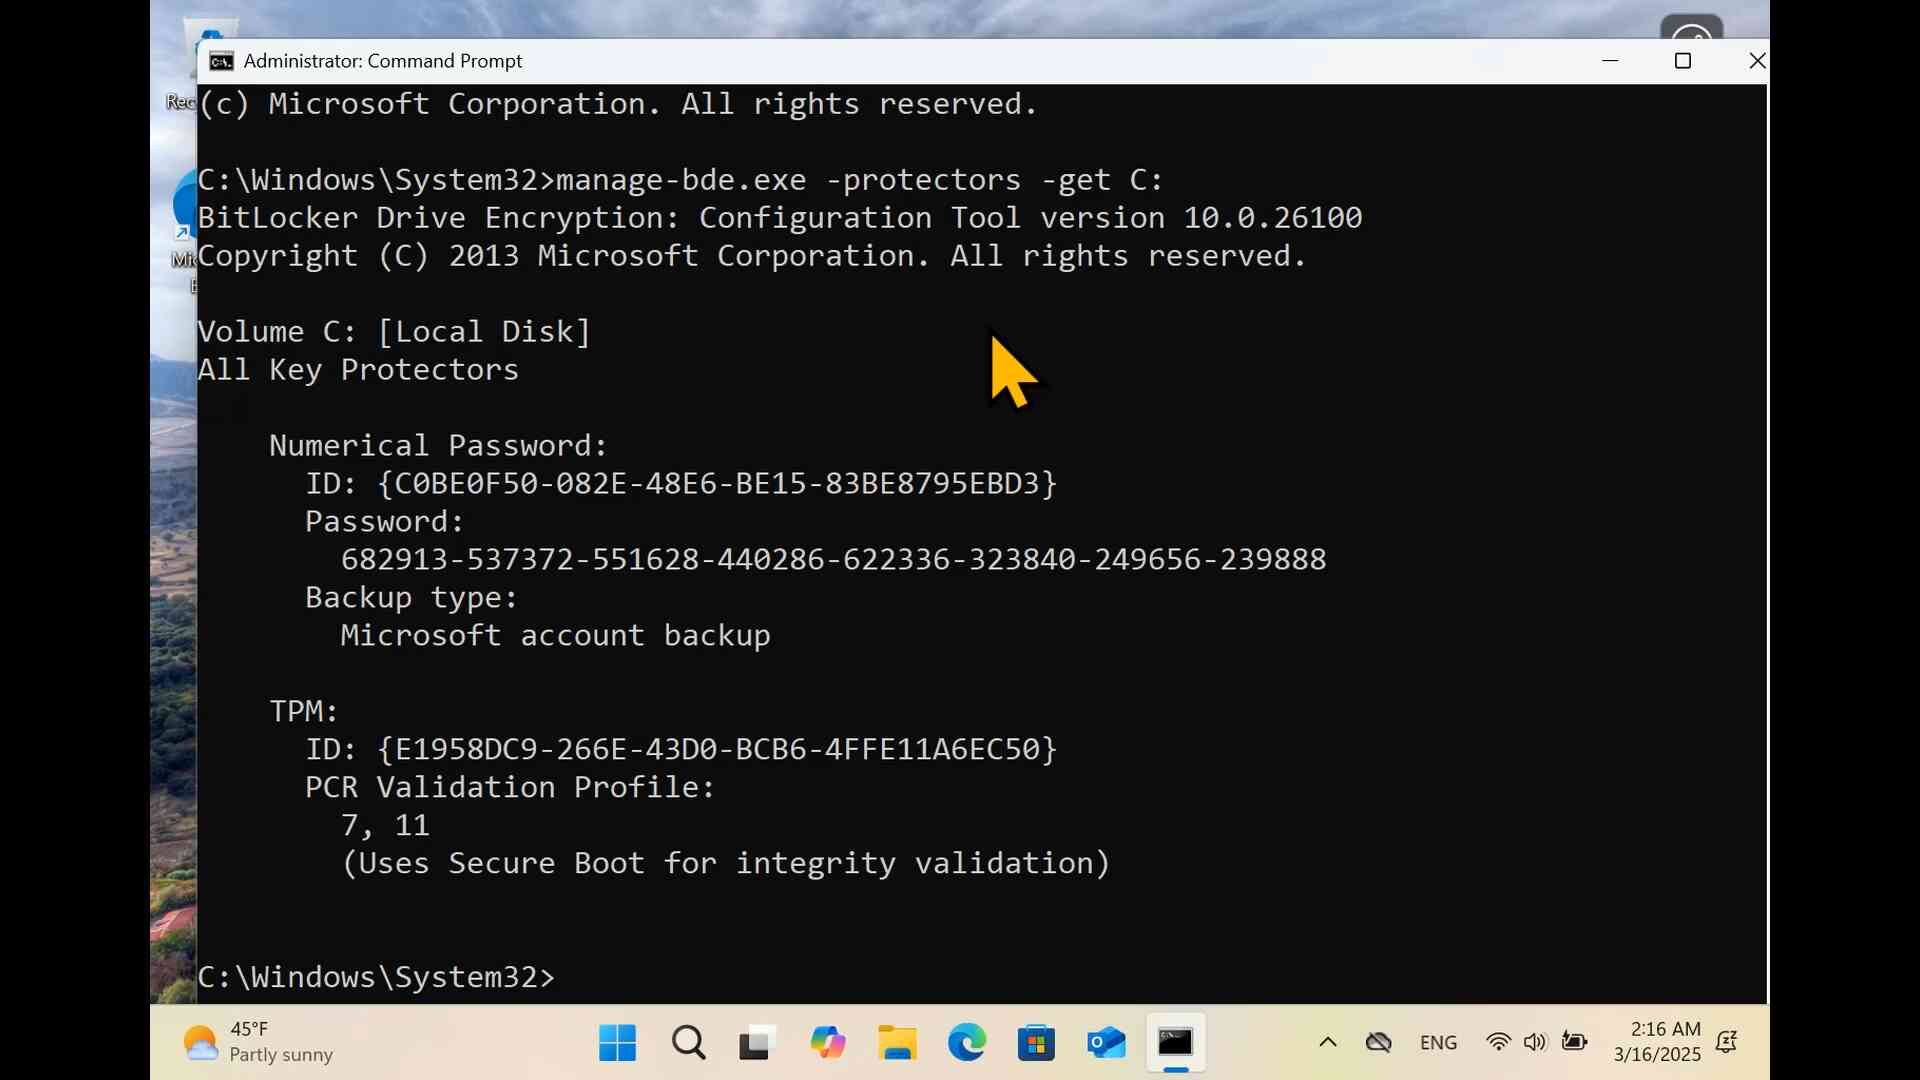 Administrator: Command Prompt
Rec
(c) Microsoft Corporation. All rights reserved.
C:\Windows\System32>manage-bde.exe -protectors -get C:
BitLocker Drive Encryption: Configuration Tool version 10.0.26100
Mic
Copyright (C) 2013 Microsoft Corporation. All rights reserved.
Volume C: [Local Disk]
All Key Protectors
Numerical Password:
ID: {C0BE0F50-082E-48E6-BE15-83BE8795EBD3}
Password:
682913-537372-551628-440286-622336-323840-249656-239888
Backup type:
Microsoft account backup
TPM:
ID: {E1958DC9-266E-43D0-BCB6-4FFE11A6EC50}
PCR Validation Profile:
7, 11
(Uses Secure Boot for integrity validation)
C:\Windows\System32>
45°F
Partly sunny
ENG
2:16 AM
3/16/2025